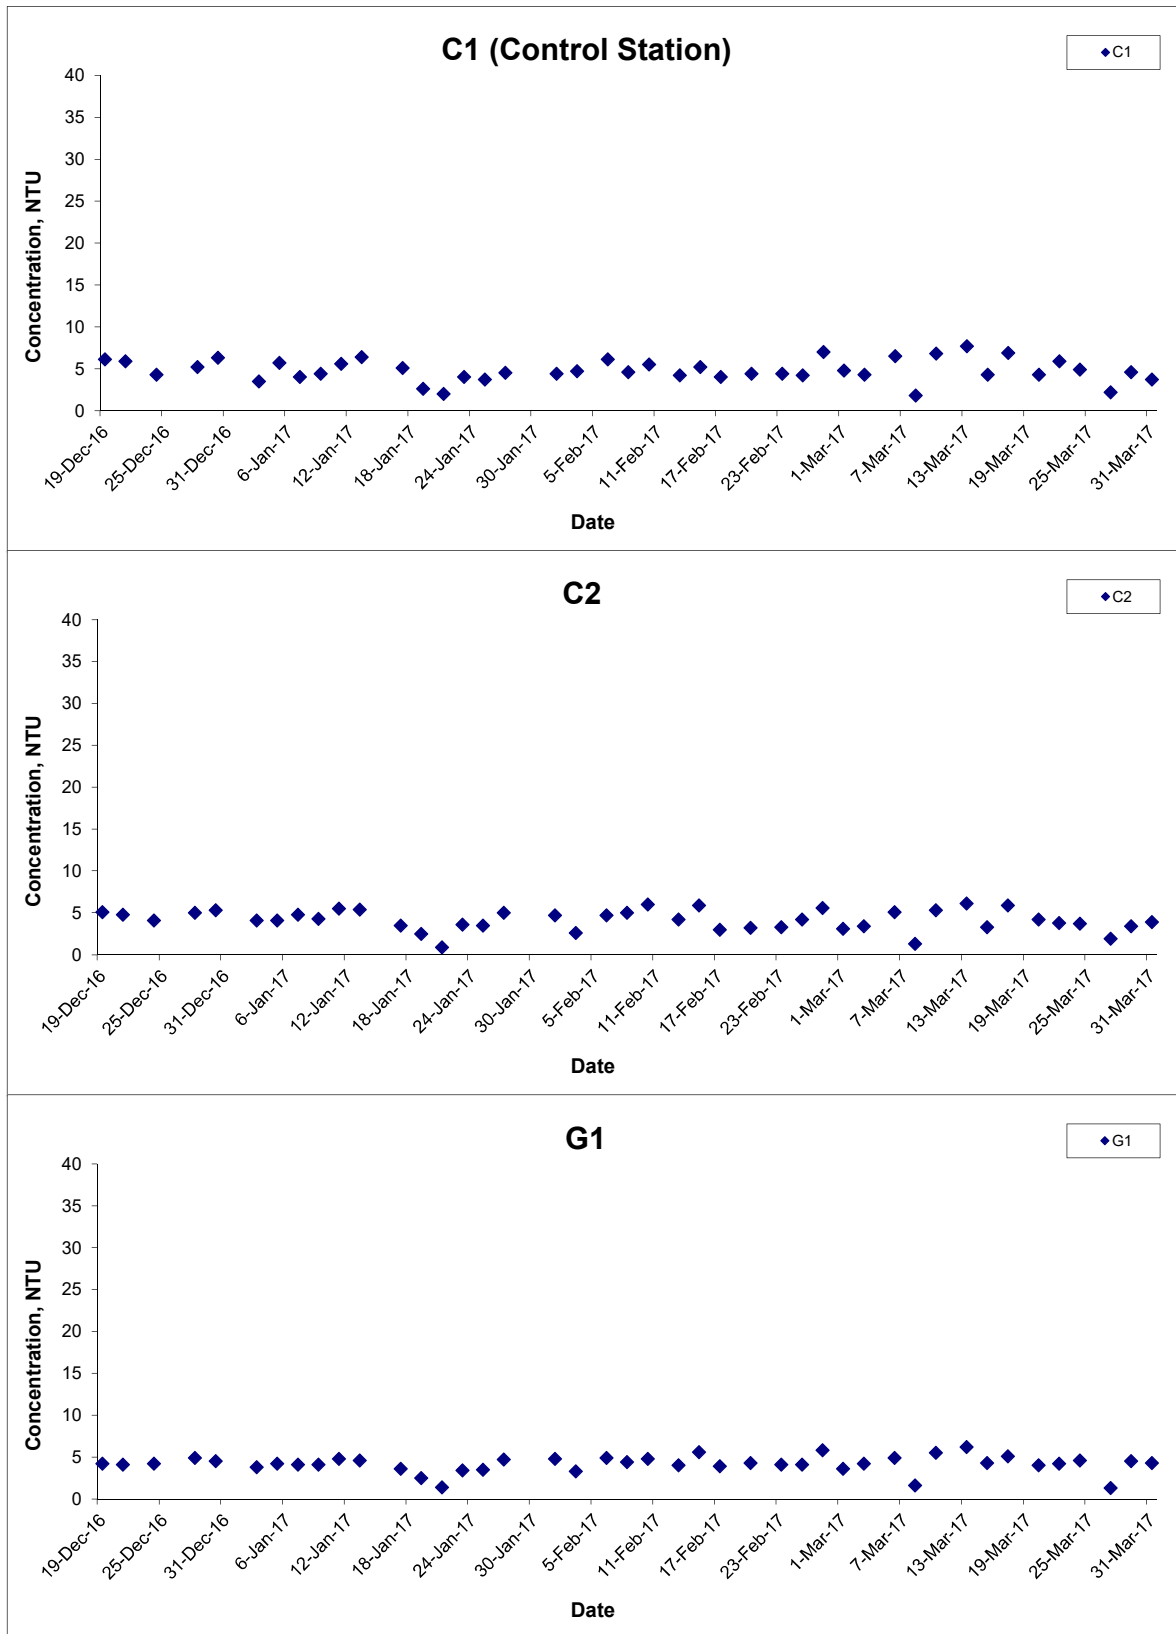 C1 (Control Station)
C1
40
35
30
25
20
15
10
5
0
Concentration, NTU
19-Dec-16
25-Dec-16
31-Dec-16
6-Jan-17
12-Jan-17
18-Jan-17
24-Jan-17
30-Jan-17
5-Feb-17
11-Feb-17
17-Feb-17
23-Feb-17
1-Mar-17
7-Mar-17
13-Mar-17
19-Mar-17
25-Mar-17
31-Mar-17
Date
C2
C2
40
35
30
25
20
15
10
5
0
Concentration, NTU
19-Dec-16
25-Dec-16
31-Dec-16
6-Jan-17
12-Jan-17
18-Jan-17
24-Jan-17
30-Jan-17
5-Feb-17
11-Feb-17
17-Feb-17
23-Feb-17
1-Mar-17
7-Mar-17
13-Mar-17
19-Mar-17
25-Mar-17
31-Mar-17
Date
G1
G1
40
35
30
25
20
15
10
5
0
Concentration, NTU
19-Dec-16
25-Dec-16
31-Dec-16
6-Jan-17
12-Jan-17
18-Jan-17
24-Jan-17
30-Jan-17
5-Feb-17
11-Feb-17
17-Feb-17
23-Feb-17
1-Mar-17
7-Mar-17
13-Mar-17
19-Mar-17
25-Mar-17
31-Mar-17
Date